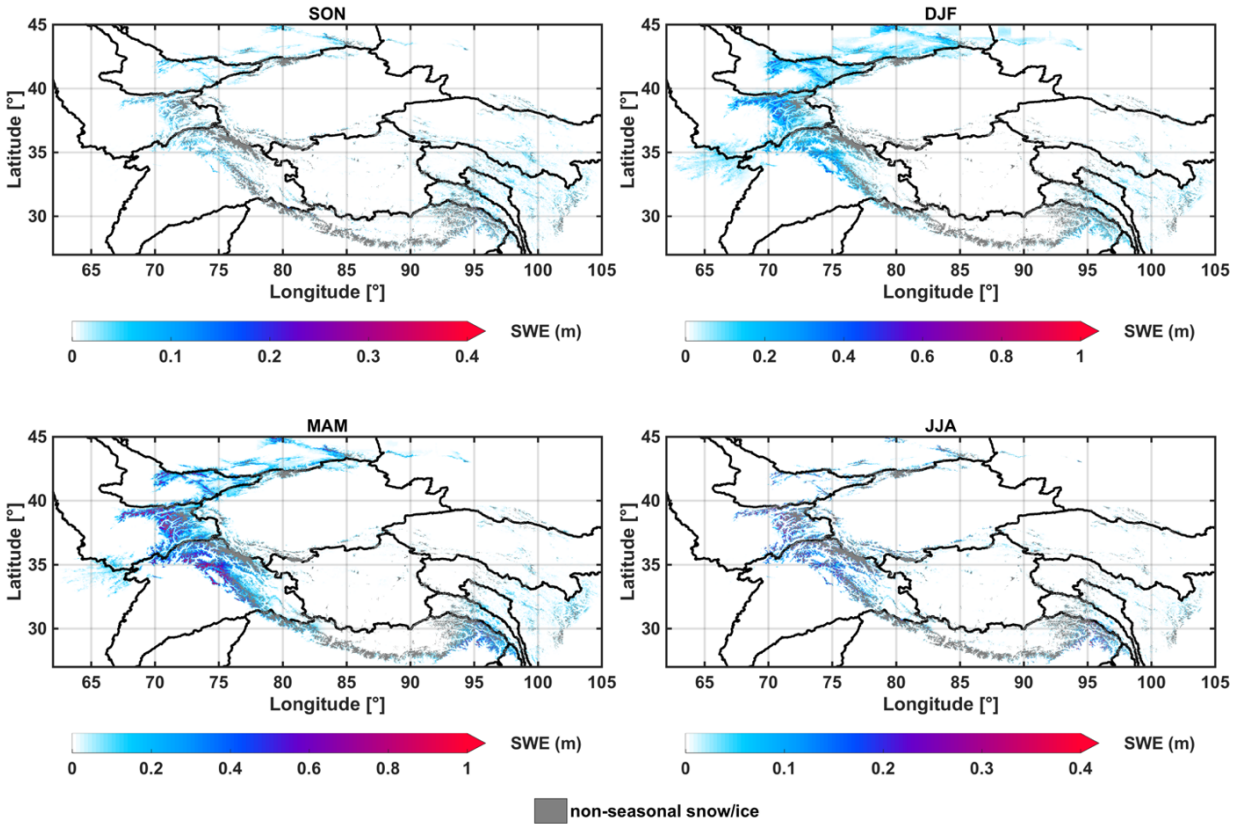 SON
45
40
35
30
Latitude [°]
65 70 75 80 85 90 95 100 105
Longitude [°]
SWE (m)
0 0.1 0.2 0.3 0.4
DJF
45
40
35
30
Latitude [°]
65 70 75 80 85 90 95 100 105
Longitude [°]
SWE (m)
0 0.2 0.4 0.6 0.8 1
MAM
45
40
35
30
Latitude [°]
65 70 75 80 85 90 95 100 105
Longitude [°]
SWE (m)
0 0.2 0.4 0.6 0.8 1
JJA
45
40
35
30
Latitude [°]
65 70 75 80 85 90 95 100 105
Longitude [°]
SWE (m)
0 0.1 0.2 0.3 0.4
non-seasonal snow/ice